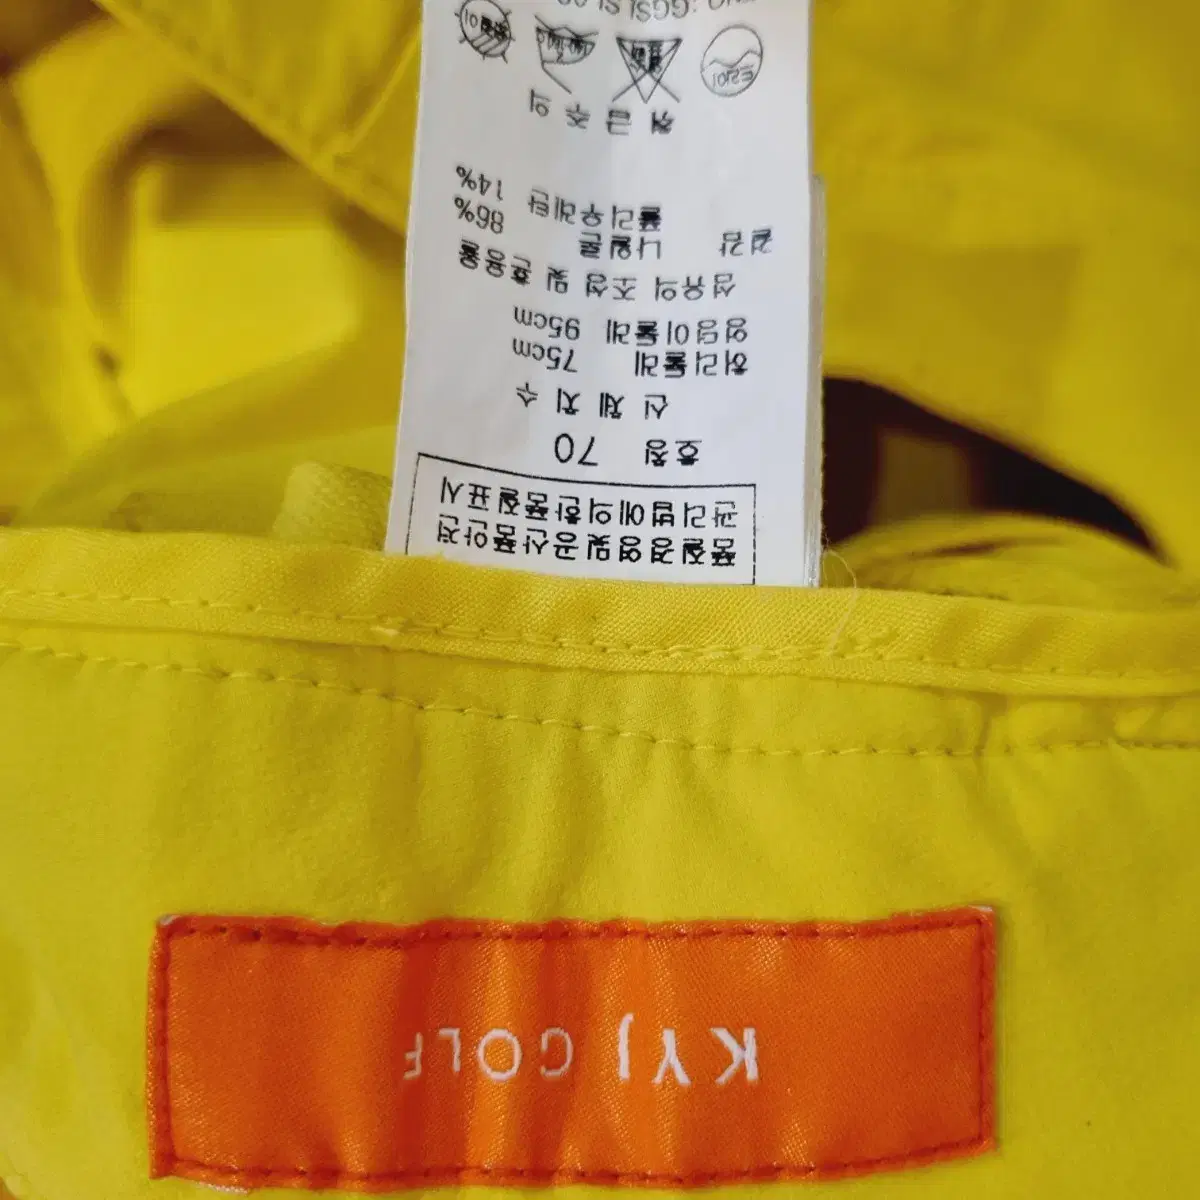 KYJ GOLF
품질경영및공산품안전
관리법에의한품질표시
호칭 70
신 체 치 수
허리둘레 75cm
엉덩이둘레 95cm
섬유의 조성 및 혼용율
겉감 나일론 86%
폴리우레탄 14%
취 급 주 의